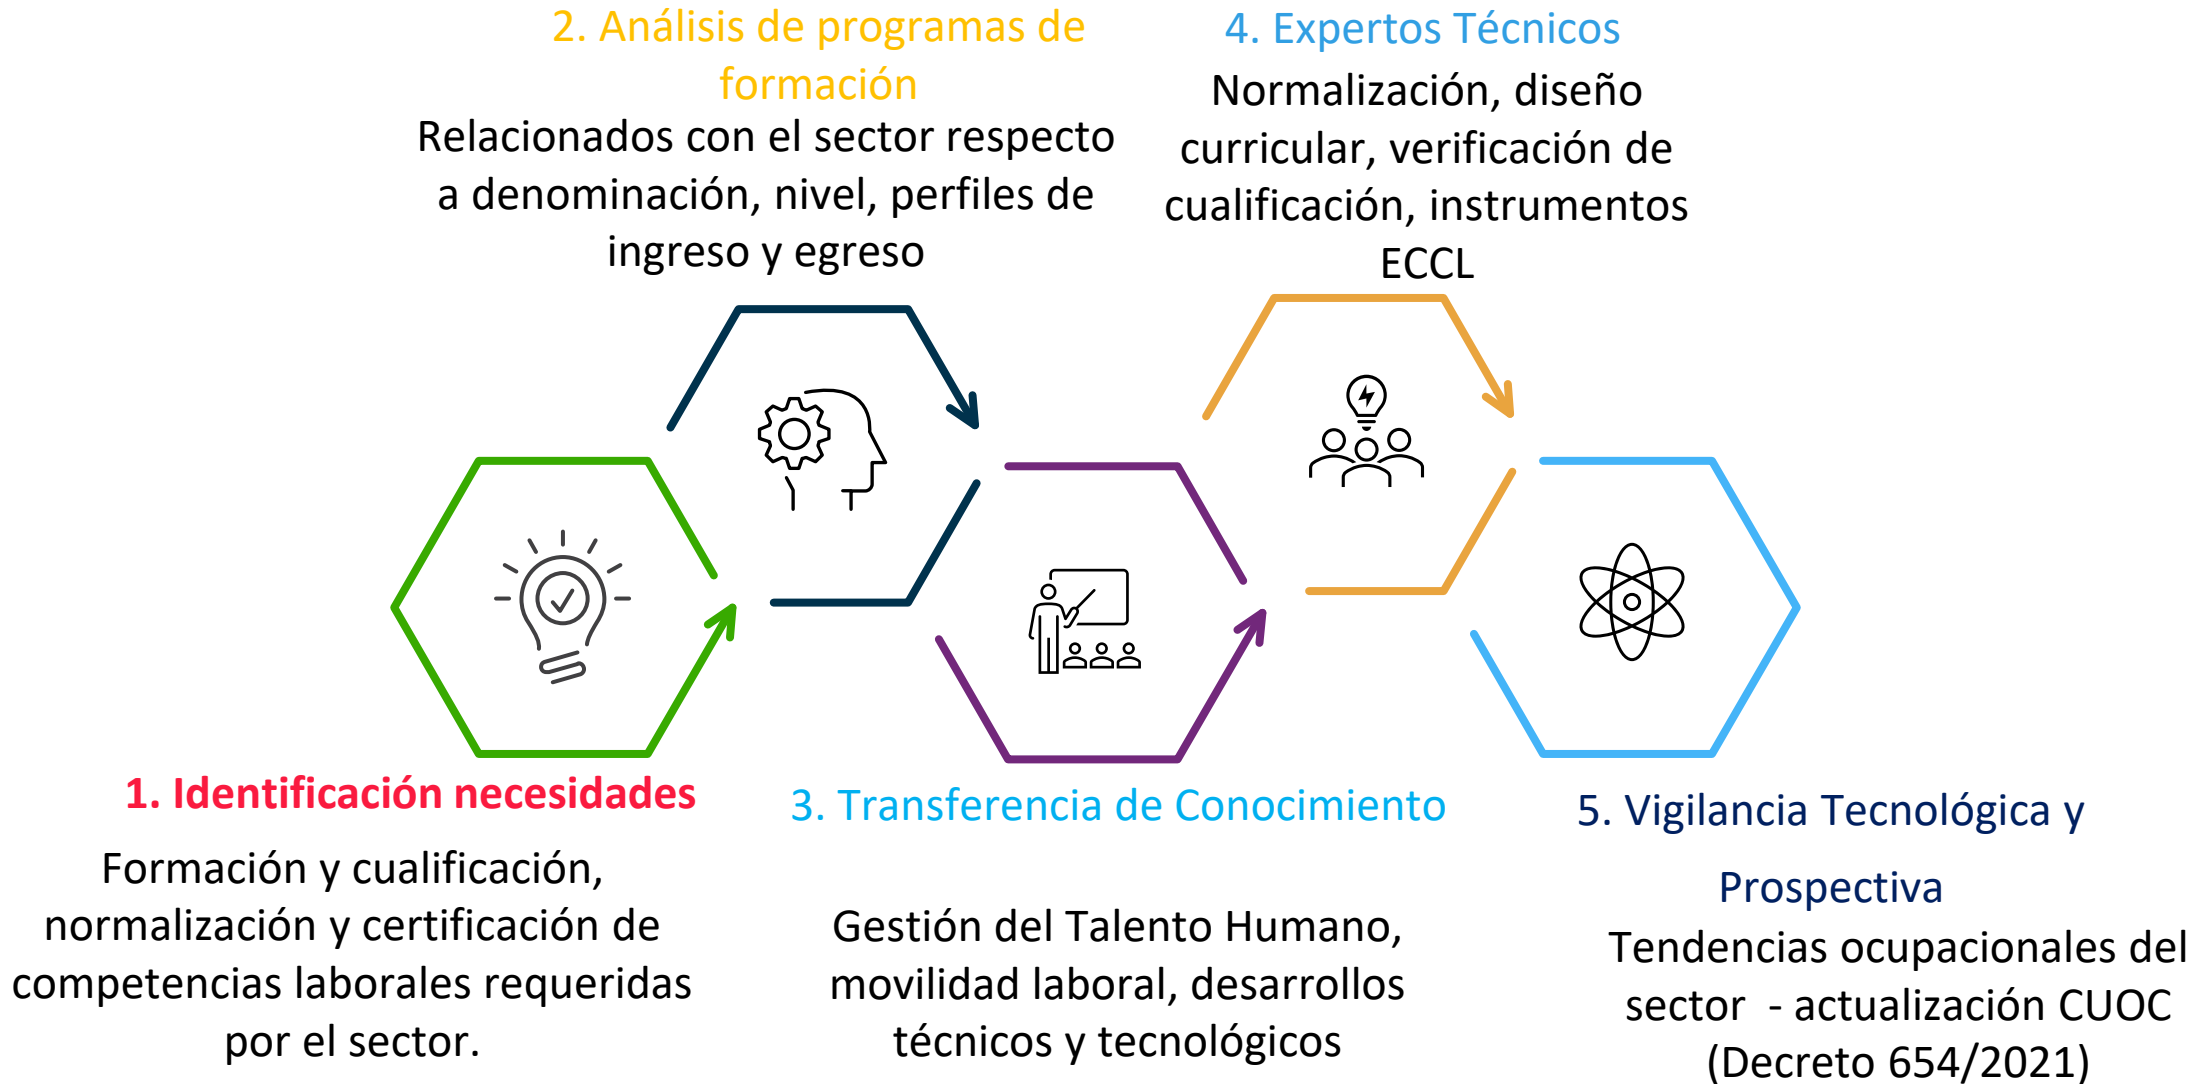 2. Análisis de programas de
formación
Relacionados con el sector respecto
a denominación, nivel, perfiles de
ingreso y egreso
4. Expertos Técnicos
Normalización, diseño
curricular, verificación de
cualificación, instrumentos
ECCL
1. Identificación necesidades
Formación y cualificación,
normalización y certificación de
competencias laborales requeridas
por el sector.
3. Transferencia de Conocimiento
Gestión del Talento Humano,
movilidad laboral, desarrollos
técnicos y tecnológicos
5. Vigilancia Tecnológica y
Prospectiva
Tendencias ocupacionales del
sector - actualización CUOC
(Decreto 654/2021)